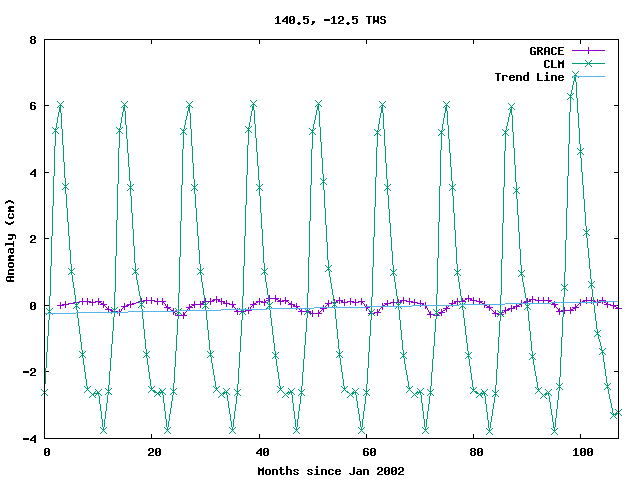 140.5, -12.5 TWS
GRACE
CLM
Trend Line
8
6
4
2
0
-2
-4
Anomaly (cm)
0 20 40 60 80 100
Months since Jan 2002